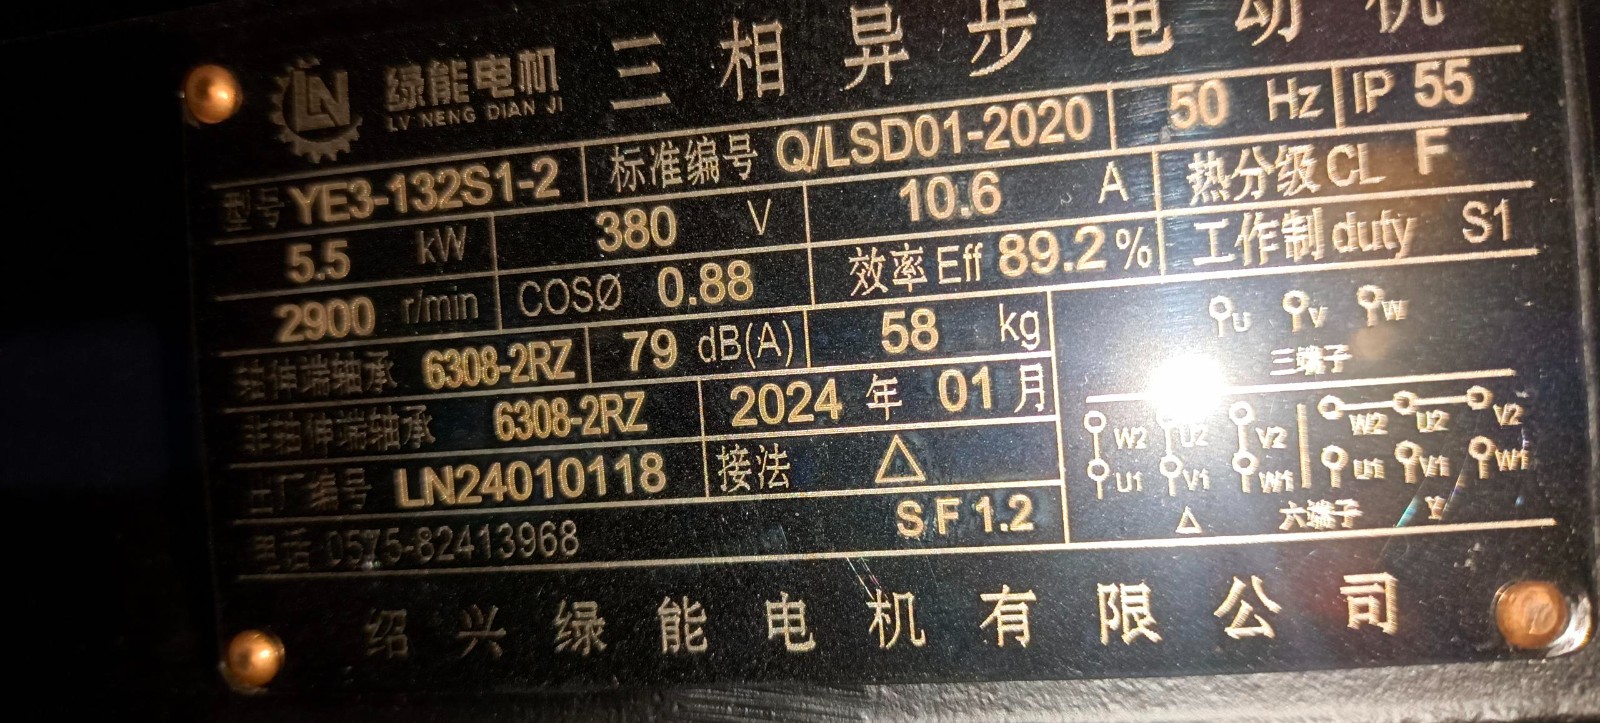 LN 绿能电机 三相异步电动机
LV NENG DIAN JI
型号 YE3-132S1-2 标准编号 Q/LSD01-2020 50 Hz IP 55
5.5 kW 380 V 10.6 A 热分级 CL F
2900 r/min COSØ 0.88 效率 Eff 89.2 % 工作制 duty S1
轴伸端轴承 6308-2RZ 79 dB(A) 58 kg
非轴伸端轴承 6308-2RZ 2024 年 01 月
出厂编号 LN24010118 接法 △
电话 0575-82413968 SF1.2
U V W
三端子
W2 U2 V2 W2 U2 V2
U1 V1 W1 U1 V1 W1
△ 六端子 Y
绍兴绿能电机有限公司